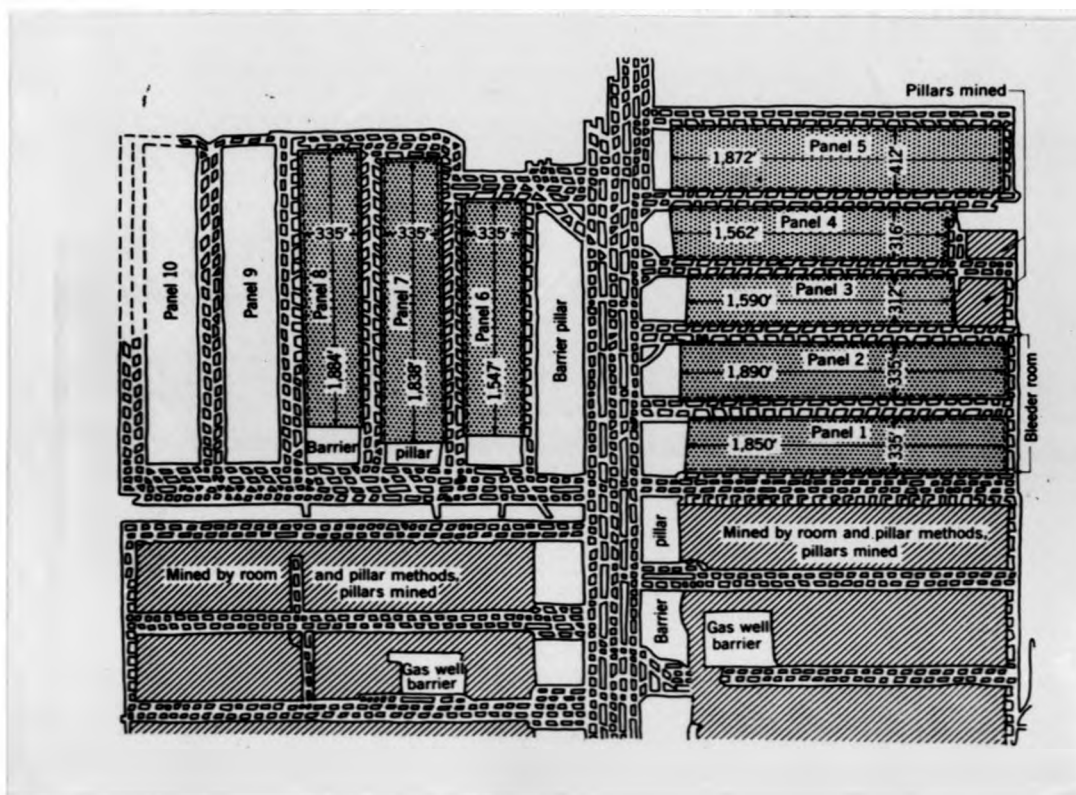 Pillars mined
Panel 5
1,872'
412'
Panel 4
1,562'
316'
Panel 3
1,590'
312'
Panel 2
1,890'
335'
Panel 1
1,850'
335'
Bleeder room
Panel 10
Panel 9
Panel 8
335'
1,884'
Panel 7
335'
1,838'
Panel 6
335'
1,547'
Barrier pillar
Barrier
pillar
pillar
Barrier
Mined by room and pillar methods,
pillars mined
Gas well
barrier
Mined by room
and pillar methods,
pillars mined
Gas well
barrier